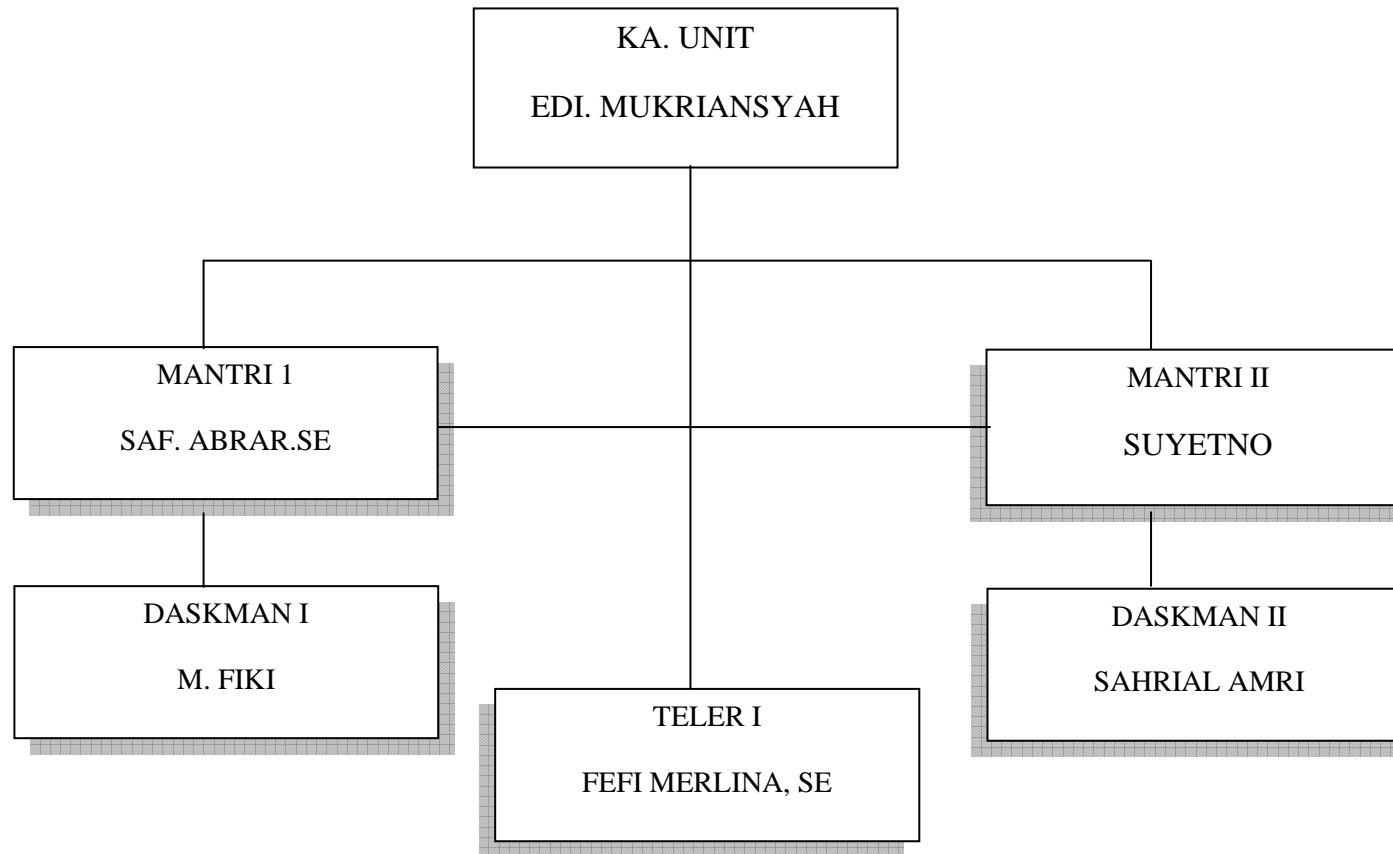 KA. UNIT
EDI. MUKRIANSYAH
MANTRI 1
SAF. ABRAR.SE
MANTRI II
SUYETNO
DASKMAN I
M. FIKI
DASKMAN II
SAHRIAL AMRI
TELER I
FEFI MERLINA, SE